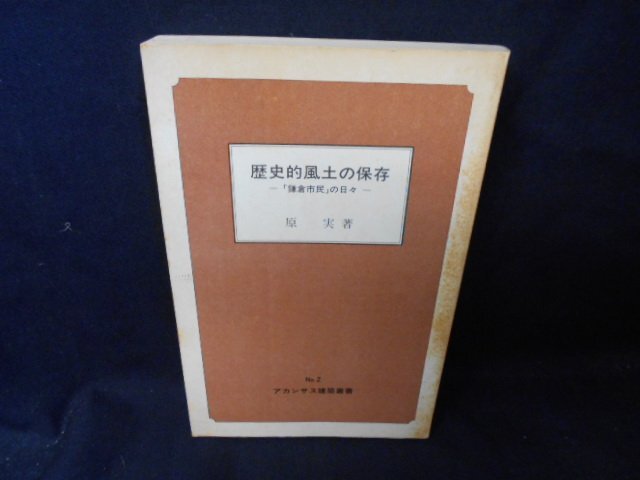 歴史的風土の保存
―「鎌倉市民」の日々―
原 実 著
No.2
アカンサス建築叢書